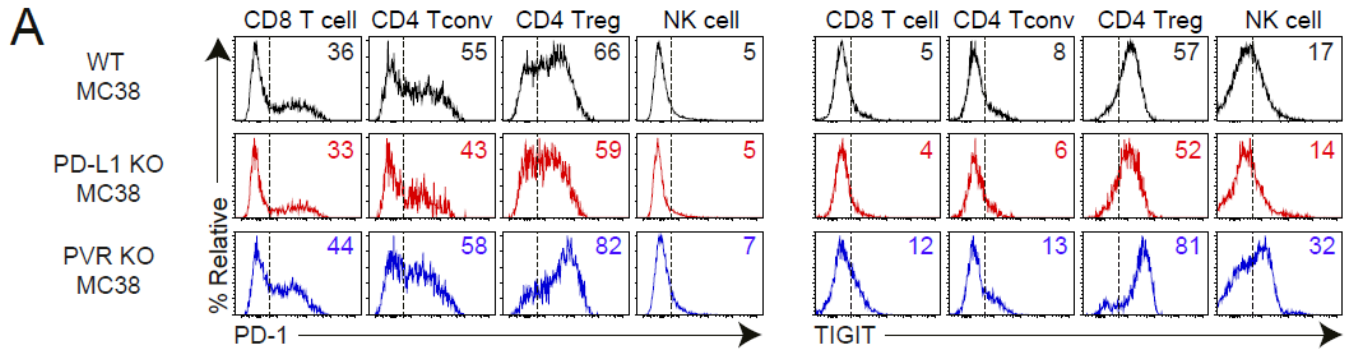 A
CD8 T cell CD4 Tconv CD4 Treg NK cell CD8 T cell CD4 Tconv CD4 Treg NK cell
WT
MC38
36 55 66 5 5 8 57 17
PD-L1 KO
MC38
33 43 59 5 4 6 52 14
PVR KO
MC38
44 58 82 7 12 13 81 32
% Relative
PD-1 TIGIT